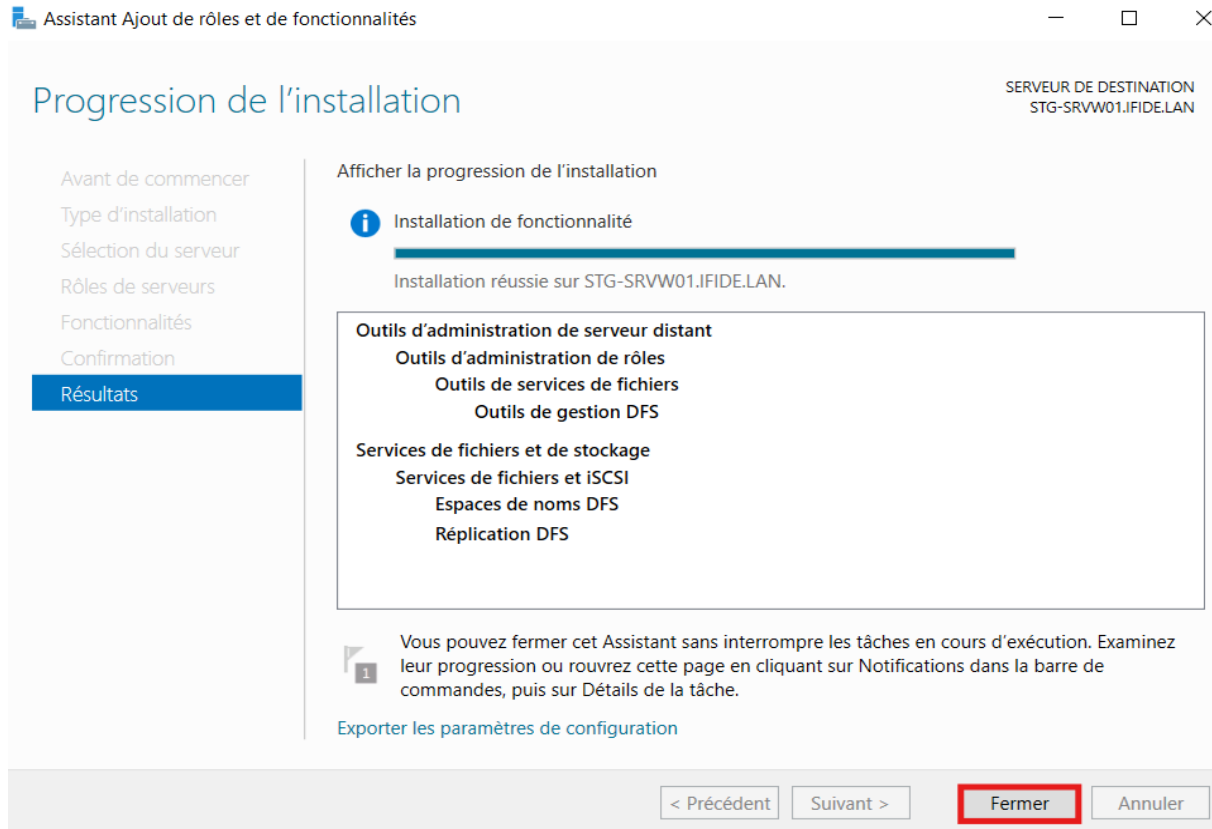 Assistant Ajout de rôles et de fonctionnalités
Progression de l'installation
SERVEUR DE DESTINATION
STG-SRVW01.IFIDE.LAN
Avant de commencer
Type d'installation
Sélection du serveur
Rôles de serveurs
Fonctionnalités
Confirmation
Résultats
Afficher la progression de l'installation
Installation de fonctionnalité
Installation réussie sur STG-SRVW01.IFIDE.LAN.
Outils d'administration de serveur distant
Outils d'administration de rôles
Outils de services de fichiers
Outils de gestion DFS
Services de fichiers et de stockage
Services de fichiers et iSCSI
Espaces de noms DFS
Réplication DFS
1
Vous pouvez fermer cet Assistant sans interrompre les tâches en cours d'exécution. Examinez
leur progression ou rouvrez cette page en cliquant sur Notifications dans la barre de
commandes, puis sur Détails de la tâche.
Exporter les paramètres de configuration
< Précédent
Suivant >
Fermer
Annuler